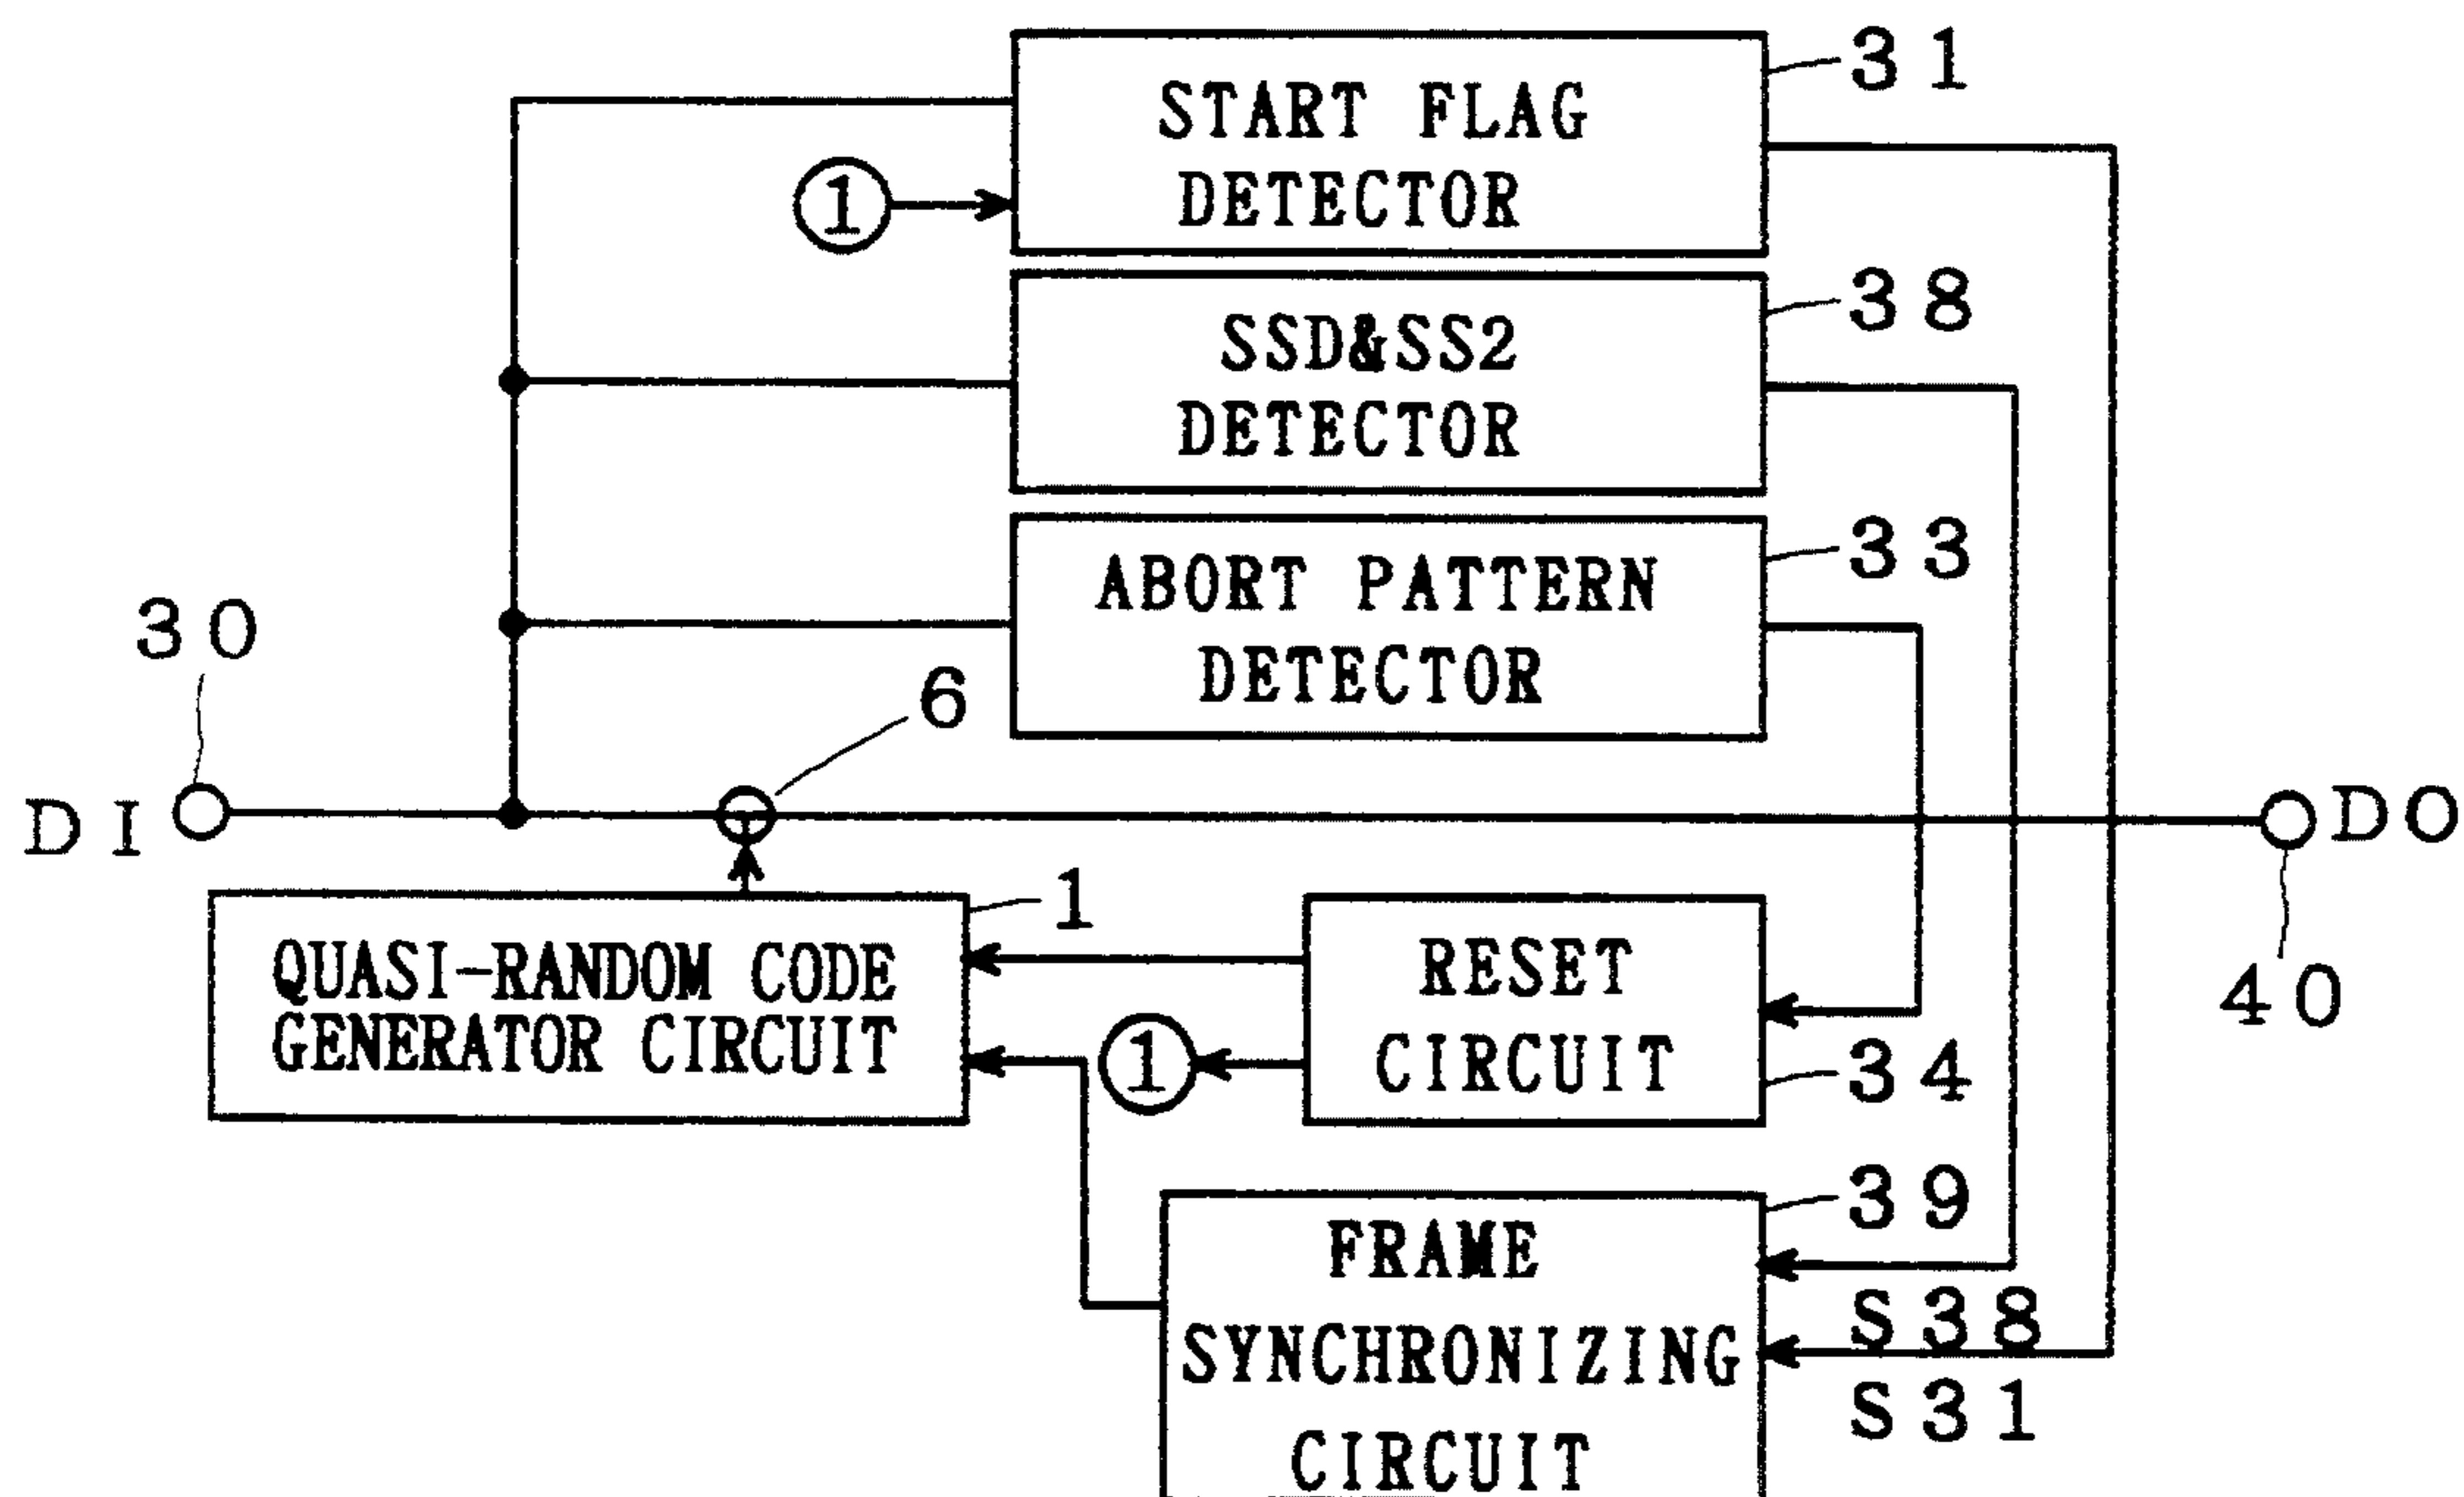 31
START FLAG
DETECTOR
①
38
SSD&SS2
DETECTOR
33
ABORT PATTERN
DETECTOR
30
6
DI
DO
1
40
QUASI-RANDOM CODE
GENERATOR CIRCUIT
RESET
CIRCUIT
①
34
39
FRAME
SYNCHRONIZING
CIRCUIT
S38
S31